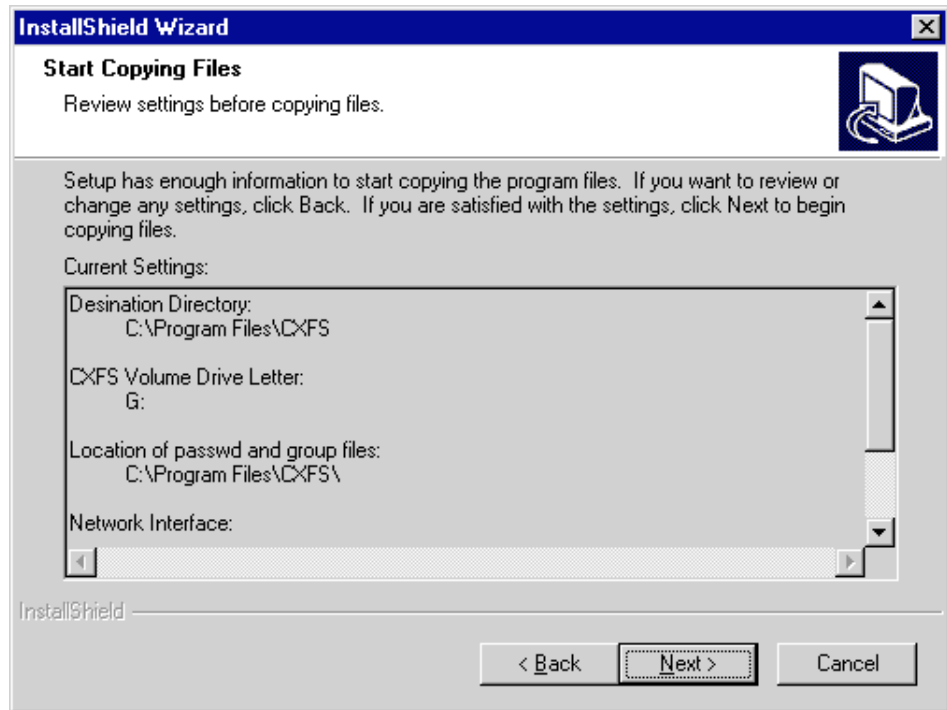 InstallShield Wizard
Start Copying Files
Review settings before copying files.
Setup has enough information to start copying the program files.  If you want to review or
change any settings, click Back.  If you are satisfied with the settings, click Next to begin
copying files.
Current Settings:
Desination Directory:
C:\Program Files\CXFS
CXFS Volume Drive Letter:
G:
Location of passwd and group files:
C:\Program Files\CXFS\
Network Interface:
InstallShield
< Back
Next >
Cancel